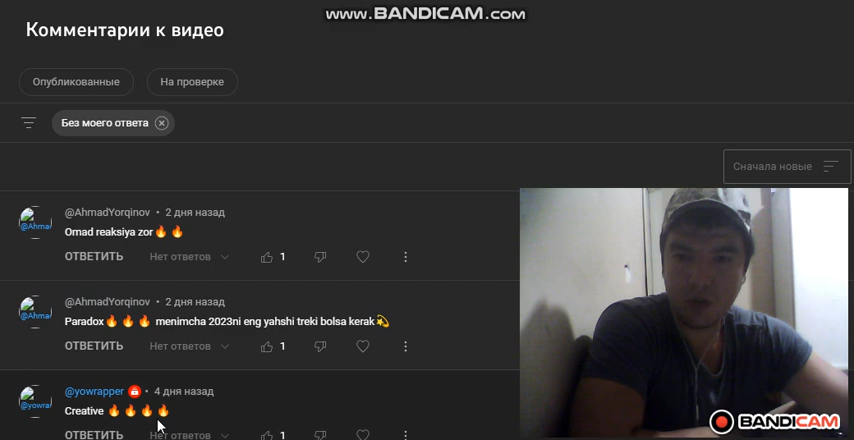 www.BANDICAM.com
Комментарии к видео
Опубликованные
На проверке
Без моего ответа
Сначала новые
@AhmadYorqinov • 2 дня назад
Omad reaksiya zor🔥🔥
ОТВЕТИТЬ Нет ответов 1
@AhmadYorqinov • 2 дня назад
Paradox🔥🔥🔥 menimcha 2023ni eng yahshi treki bolsa kerak💫
ОТВЕТИТЬ Нет ответов 1
@yowrapper • 4 дня назад
Creative 🔥🔥🔥🔥
ОТВЕТИТЬ Нет ответов 1
BANDICAM